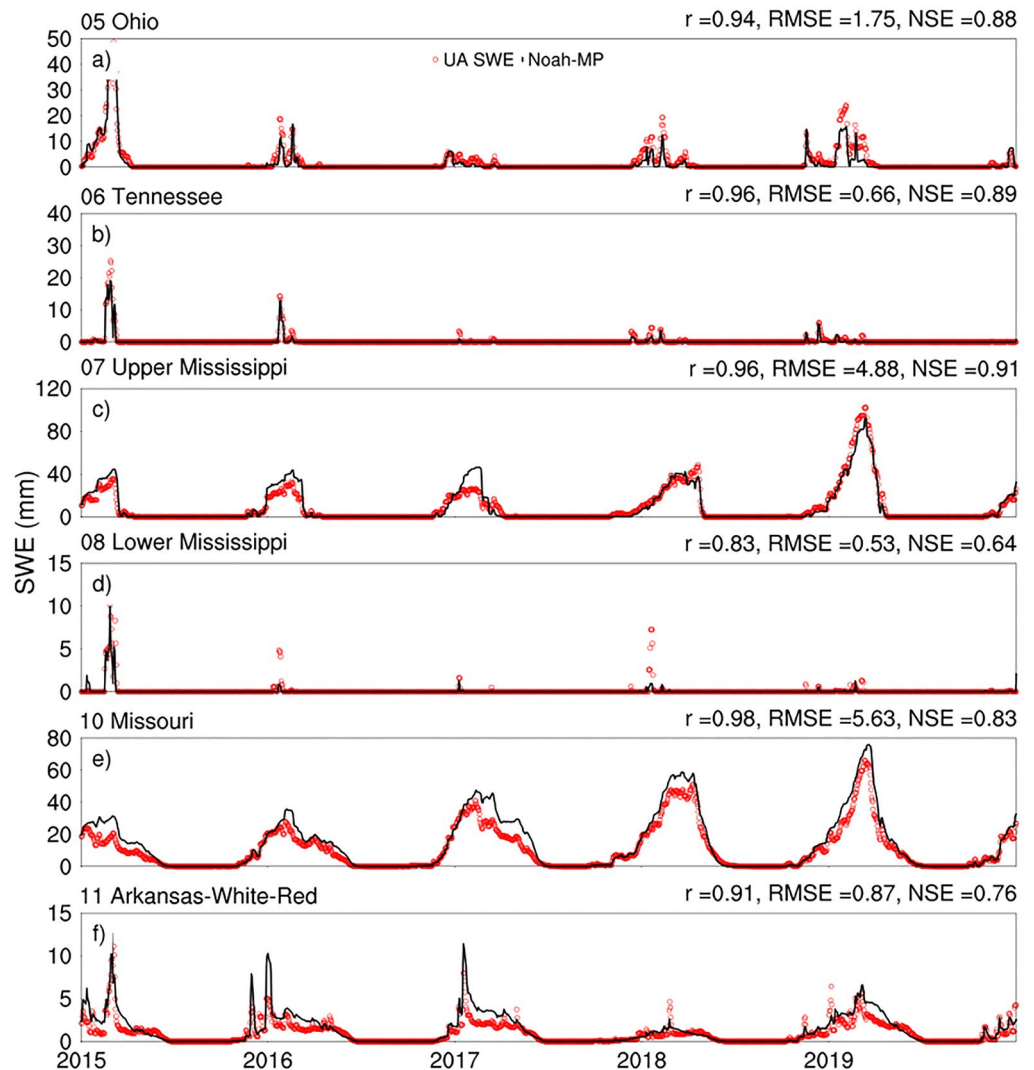 05 Ohio r =0.94, RMSE =1.75, NSE =0.88
50
a) UA SWE Noah-MP
40
30
20
10
0
06 Tennessee r =0.96, RMSE =0.66, NSE =0.89
40
b)
30
20
10
0
07 Upper Mississippi r =0.96, RMSE =4.88, NSE =0.91
120
c)
80
40
0
SWE (mm)
08 Lower Mississippi r =0.83, RMSE =0.53, NSE =0.64
15
d)
10
5
0
10 Missouri r =0.98, RMSE =5.63, NSE =0.83
80
e)
60
40
20
0
11 Arkansas-White-Red r =0.91, RMSE =0.87, NSE =0.76
15
f)
10
5
0
2015 2016 2017 2018 2019